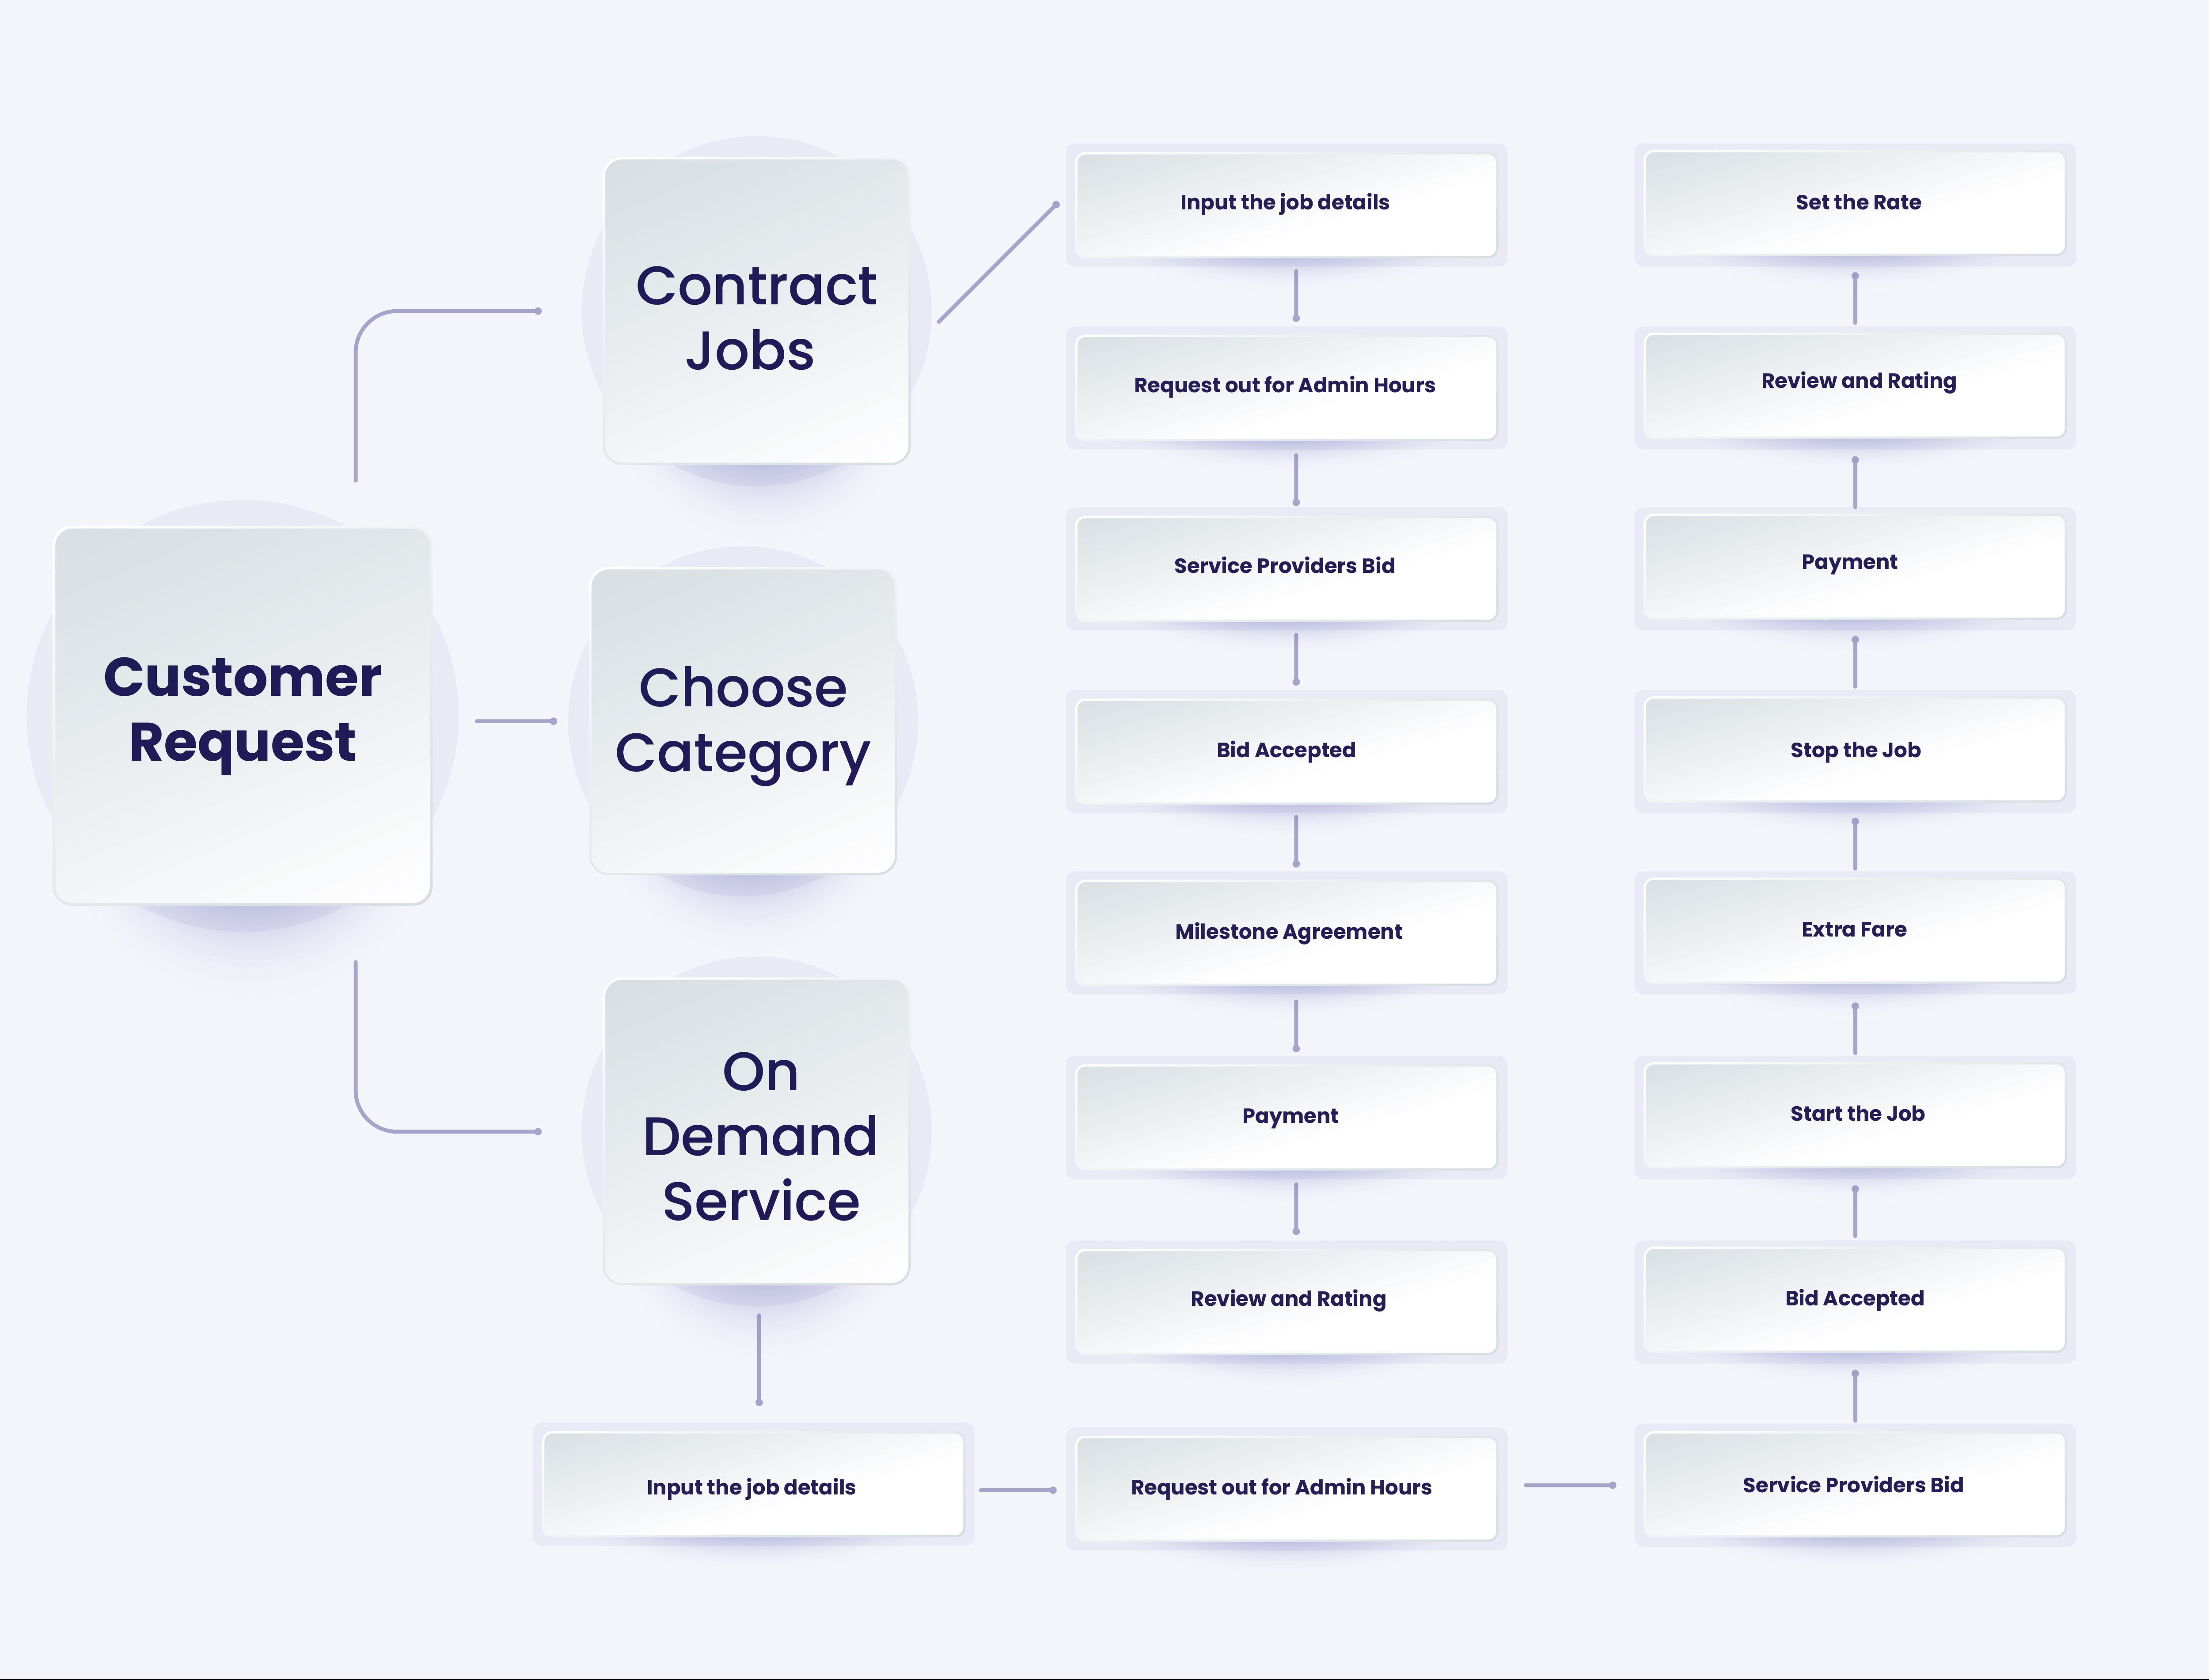 Customer
Request
Contract
Jobs
Choose
Category
On
Demand
Service
Input the job details
Request out for Admin Hours
Service Providers Bid
Bid Accepted
Milestone Agreement
Payment
Review and Rating
Input the job details
Request out for Admin Hours
Service Providers Bid
Bid Accepted
Start the Job
Extra Fare
Stop the Job
Payment
Review and Rating
Set the Rate